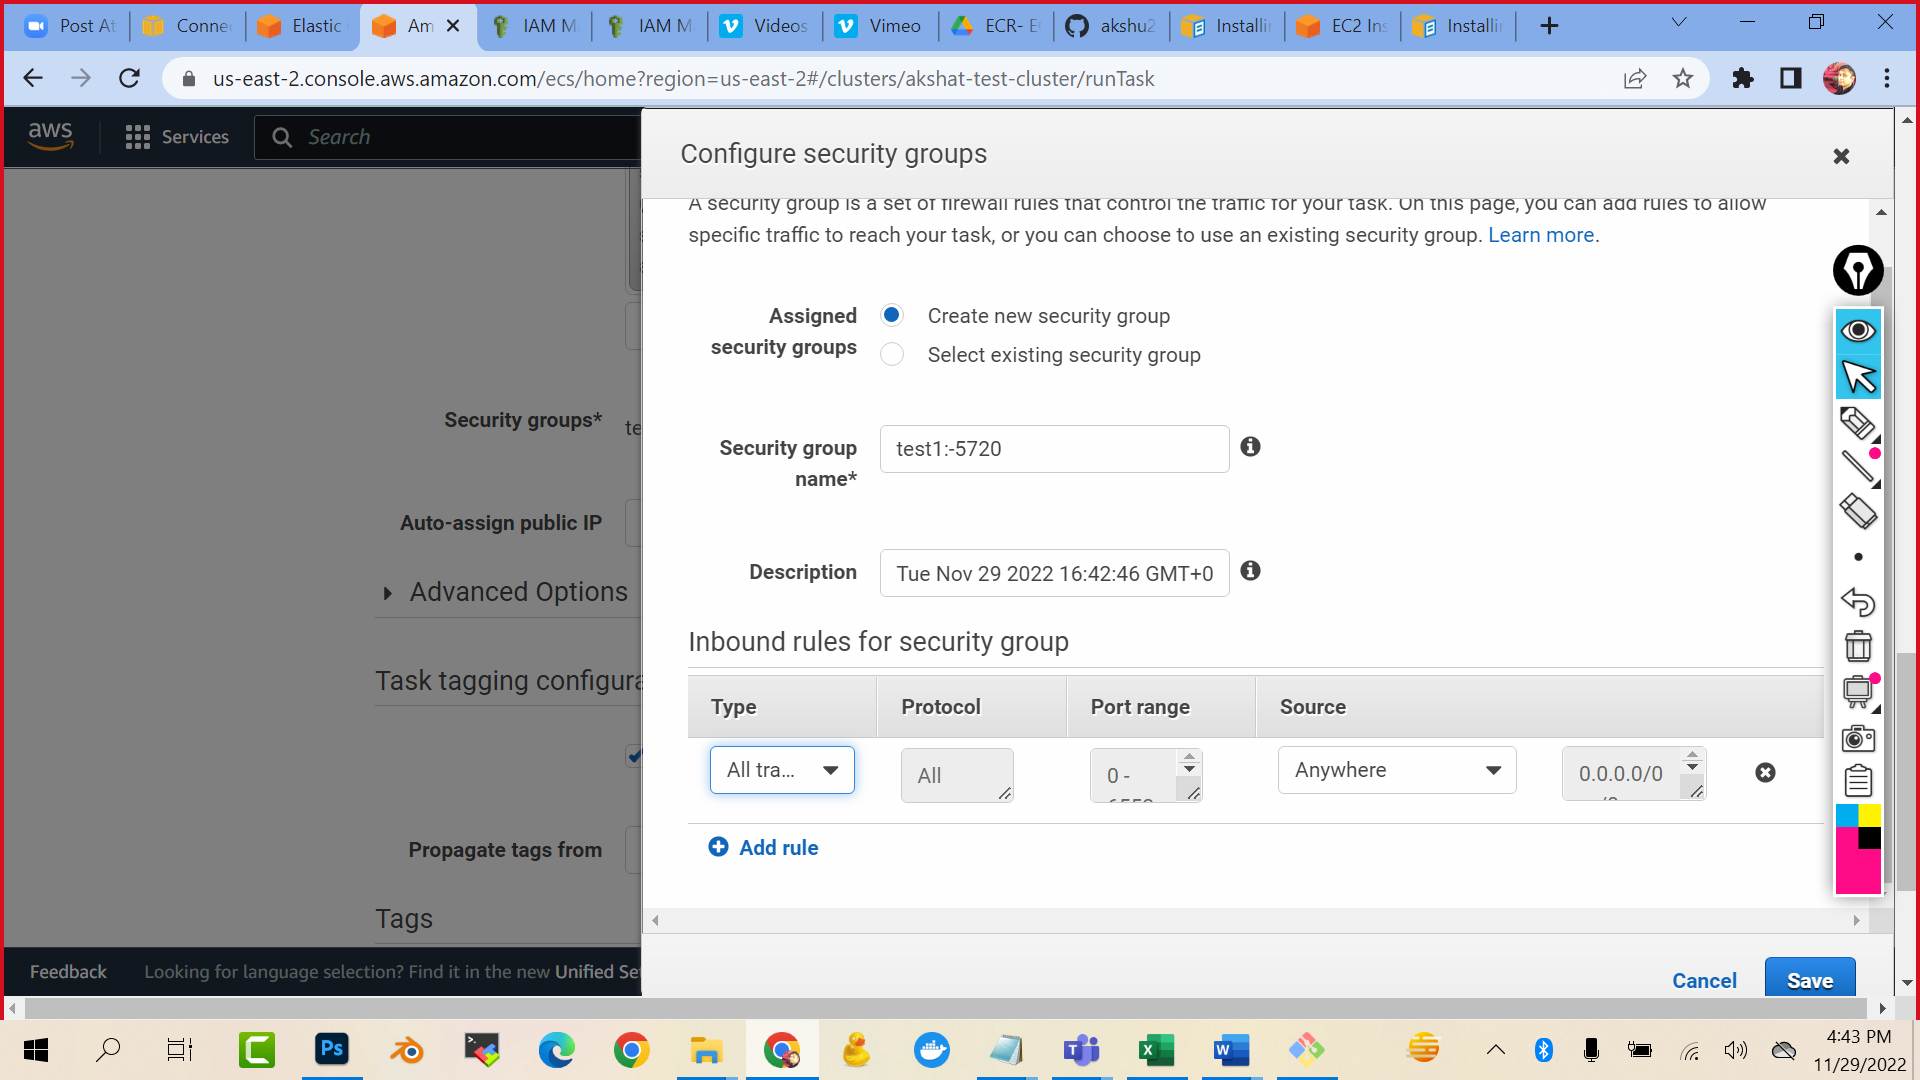 Post At
Connec
Elastic
Am
IAM M
IAM M
Videos
Vimeo
ECR- E
akshu2
Installi
EC2 Ins
Installi
us-east-2.console.aws.amazon.com/ecs/home?region=us-east-2#/clusters/akshat-test-cluster/runTask
aws
Services
Search
Configure security groups
A security group is a set of firewall rules that control the traffic for your task. On this page, you can add rules to allow
specific traffic to reach your task, or you can choose to use an existing security group. Learn more.
Assigned
security groups
Create new security group
Select existing security group
Security groups*
te
Security group
name*
test1:-5720
Auto-assign public IP
Description
Tue Nov 29 2022 16:42:46 GMT+0
Advanced Options
Inbound rules for security group
Task tagging configura
Type
Protocol
Port range
Source
All tra...
All
0 -
Anywhere
0.0.0.0/0
Add rule
Propagate tags from
Tags
Feedback
Looking for language selection? Find it in the new Unified Se
Cancel
Save
Ps
4:43 PM
11/29/2022